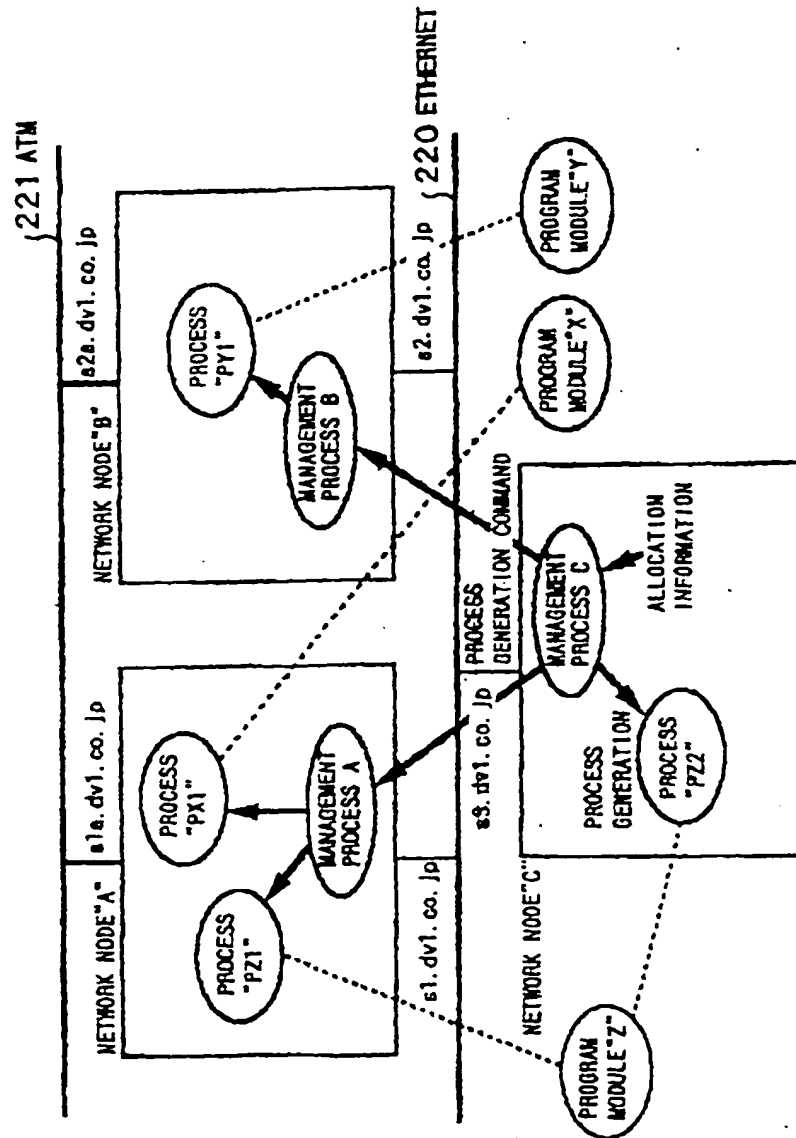 221 ATM
NETWORK NODE"A"
a1a.dv1.co.jp
NETWORK NODE"B"
a2a.dv1.co.jp
PROCESS
"PZ1"
PROCESS
"PX1"
MANAGEMENT
PROCESS A
PROCESS
"PY1"
MANAGEMENT
PROCESS B
s1.dv1.co.jp
s2.dv1.co.jp
220 ETHERNET
s3.dv1.co.jp
PROCESS
GENERATION COMMAND
NETWORK NODE"C"
MANAGEMENT
PROCESS C
PROCESS
GENERATION
PROCESS
"PZ2"
ALLOCATION
INFORMATION
PROGRAM
MODULE"Z"
PROGRAM
MODULE"X"
PROGRAM
MODULE"Y"